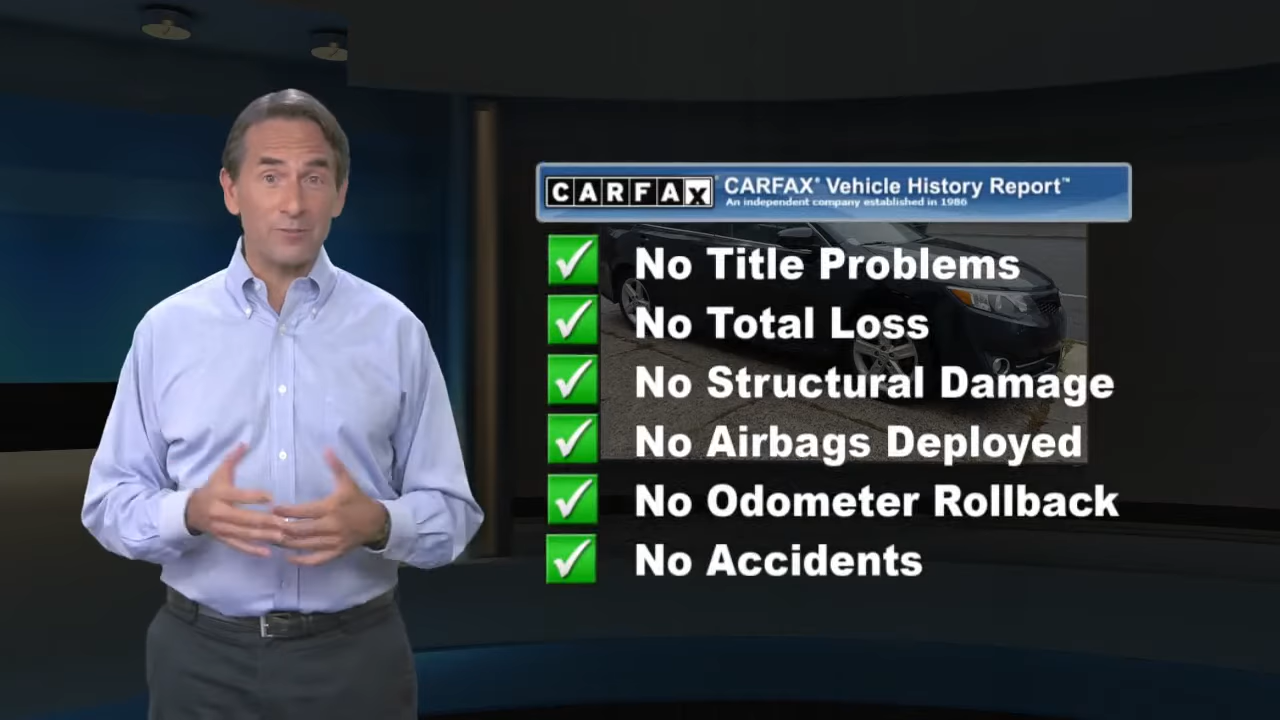 CARFAX CARFAX® Vehicle History Report™
An independent company established in 1986
No Title Problems
No Total Loss
No Structural Damage
No Airbags Deployed
No Odometer Rollback
No Accidents